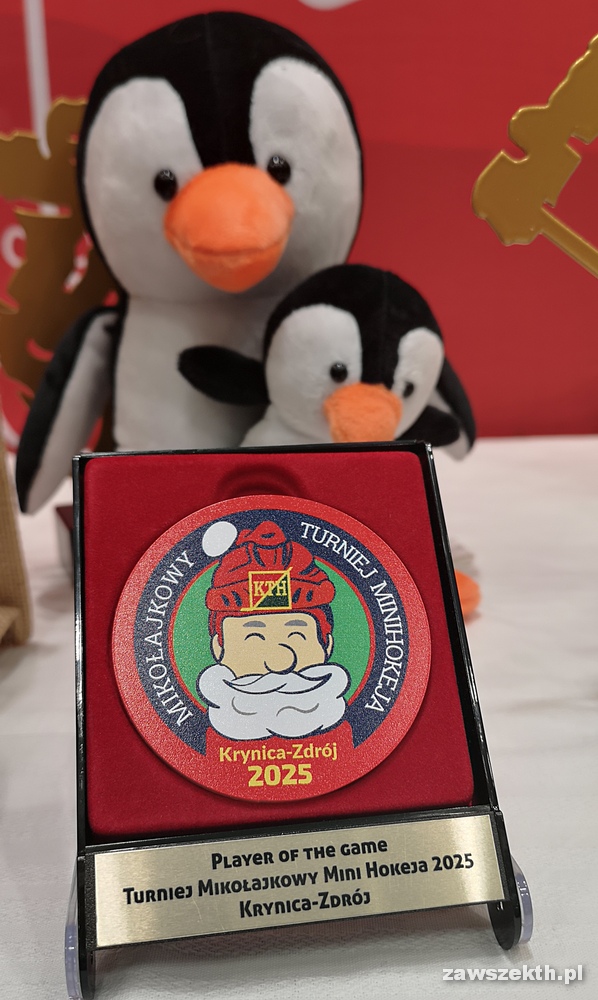 MIKOŁAJKOWY TURNIEJ MINIHOKEJA
KTH
Krynica-Zdrój
2025
Player of the game
Turniej Mikołajkowy Mini Hokeja 2025
Krynica-Zdrój
zawszekth.pl